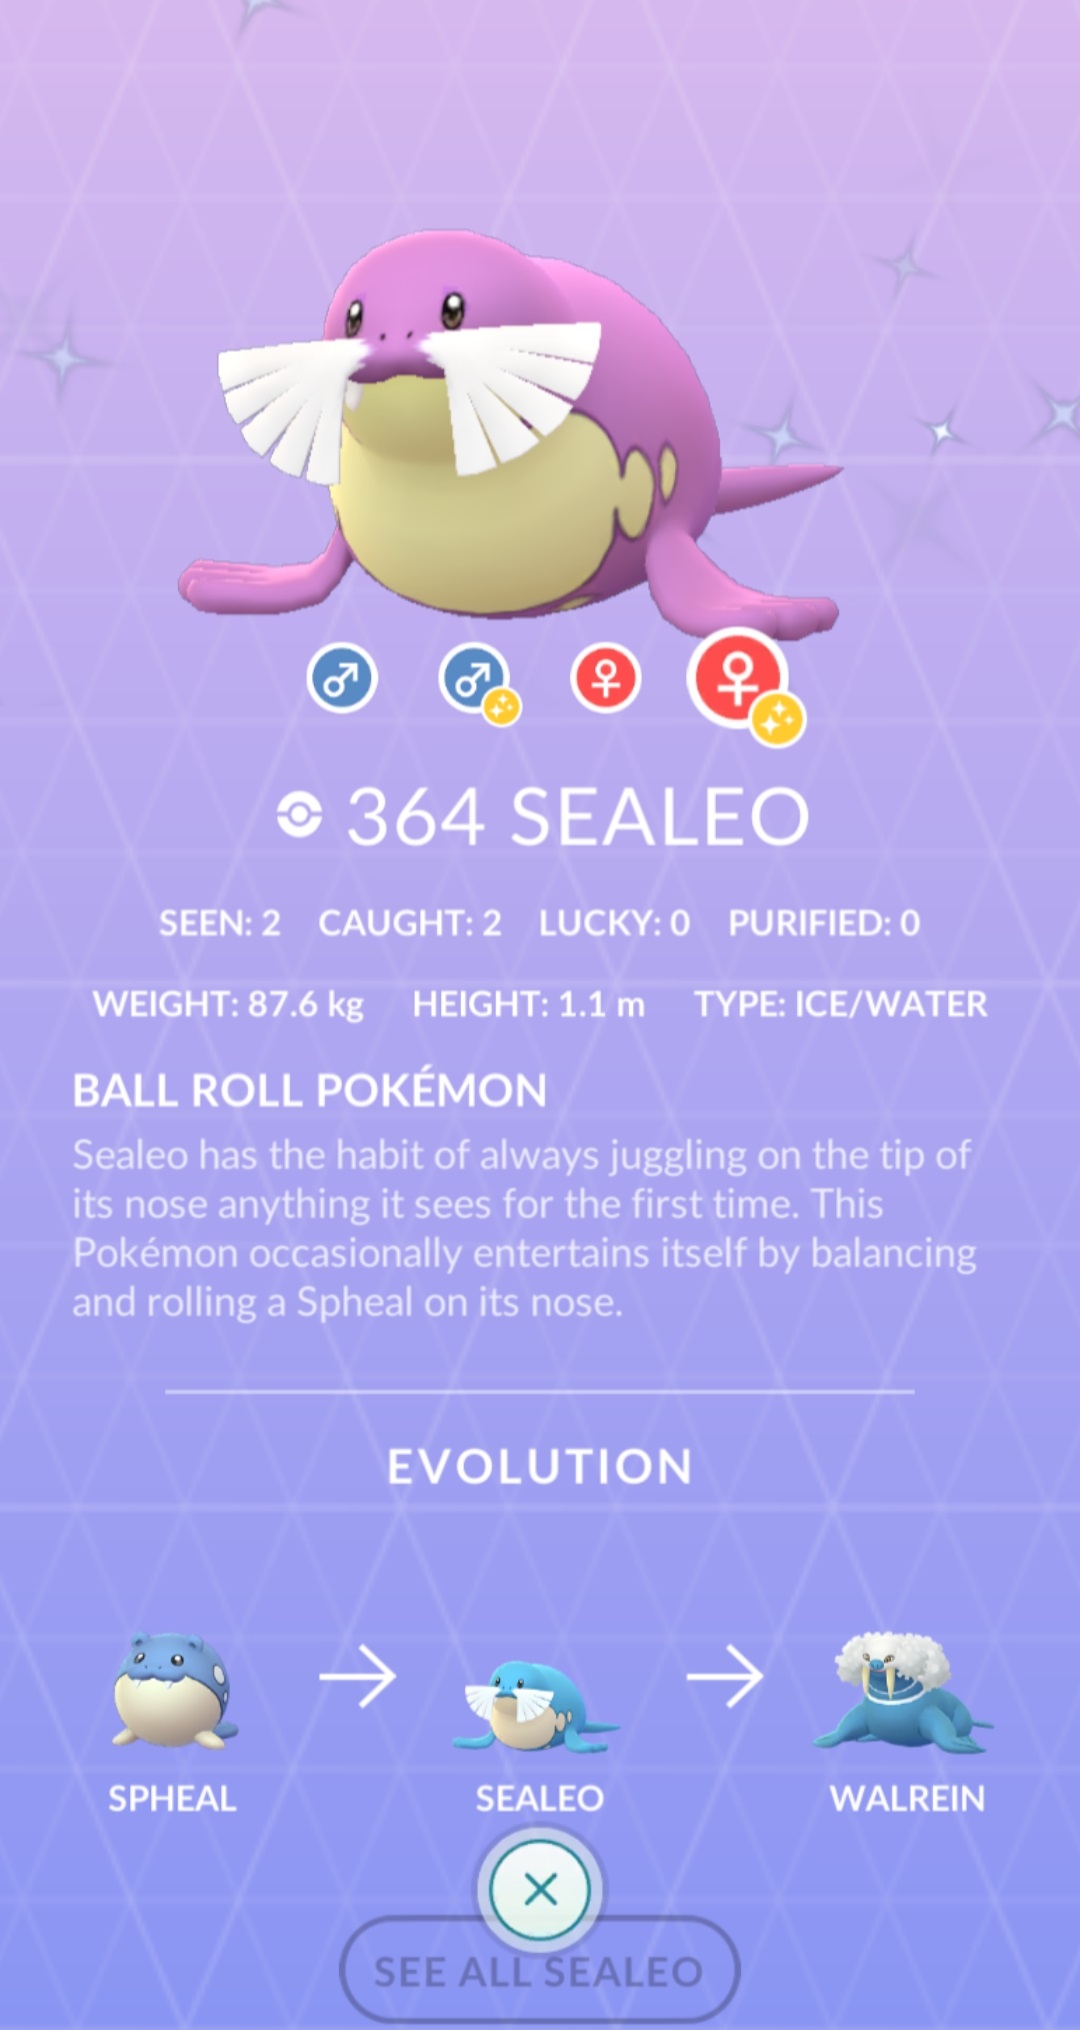 364 SEALEO
SEEN: 2 CAUGHT: 2 LUCKY: 0 PURIFIED: 0
WEIGHT: 87.6 kg HEIGHT: 1.1 m TYPE: ICE/WATER
BALL ROLL POKÉMON
Sealeo has the habit of always juggling on the tip of
its nose anything it sees for the first time. This
Pokémon occasionally entertains itself by balancing
and rolling a Spheal on its nose.
EVOLUTION
SPHEAL SEALEO WALREIN
SEE ALL SEALEO